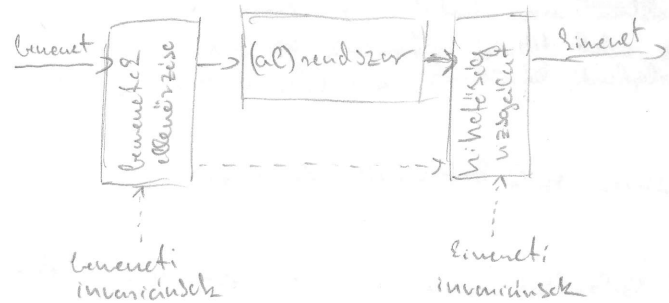 bemenet
bemenetek
ellenőrzése
(al)rendszer
hihetőség
vizsgálat
kimenet
bemeneti
invariánsok
kimeneti
invariánsok